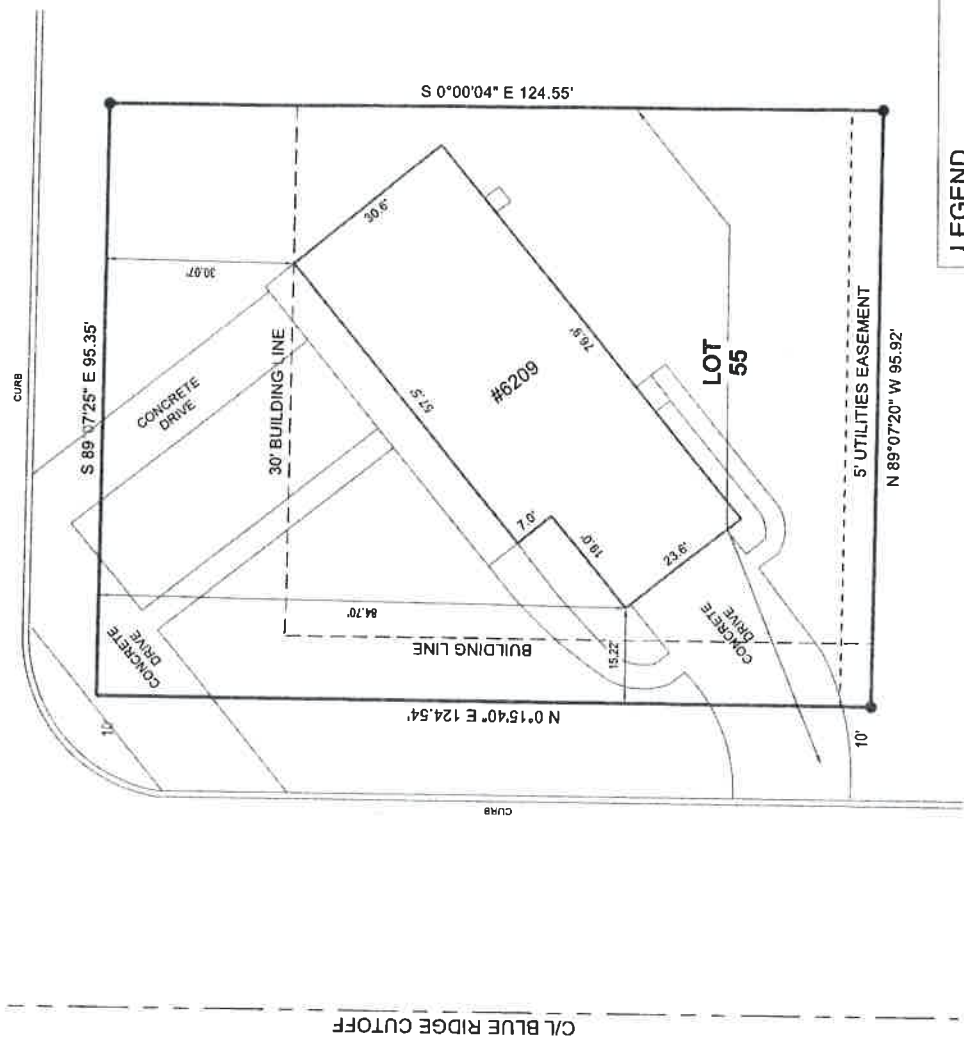 CURB
S 0°00'04" E 124.55'
S 89°07'25" E 95.35'
30.07'
30.6'
CONCRETE
DRIVE
30' BUILDING LINE
57.5'
#6209
76.9'
LOT
55
7.0'
19.0'
23.6'
84.70'
BUILDING LINE
15.22'
CONCRETE
DRIVE
10'
CONCRETE
DRIVE
N 0°15'40" E 124.54'
5' UTILITIES EASEMENT
N 89°07'20" W 95.92'
10'
CURB
LEGEND
C/L BLUE RIDGE CUTOFF